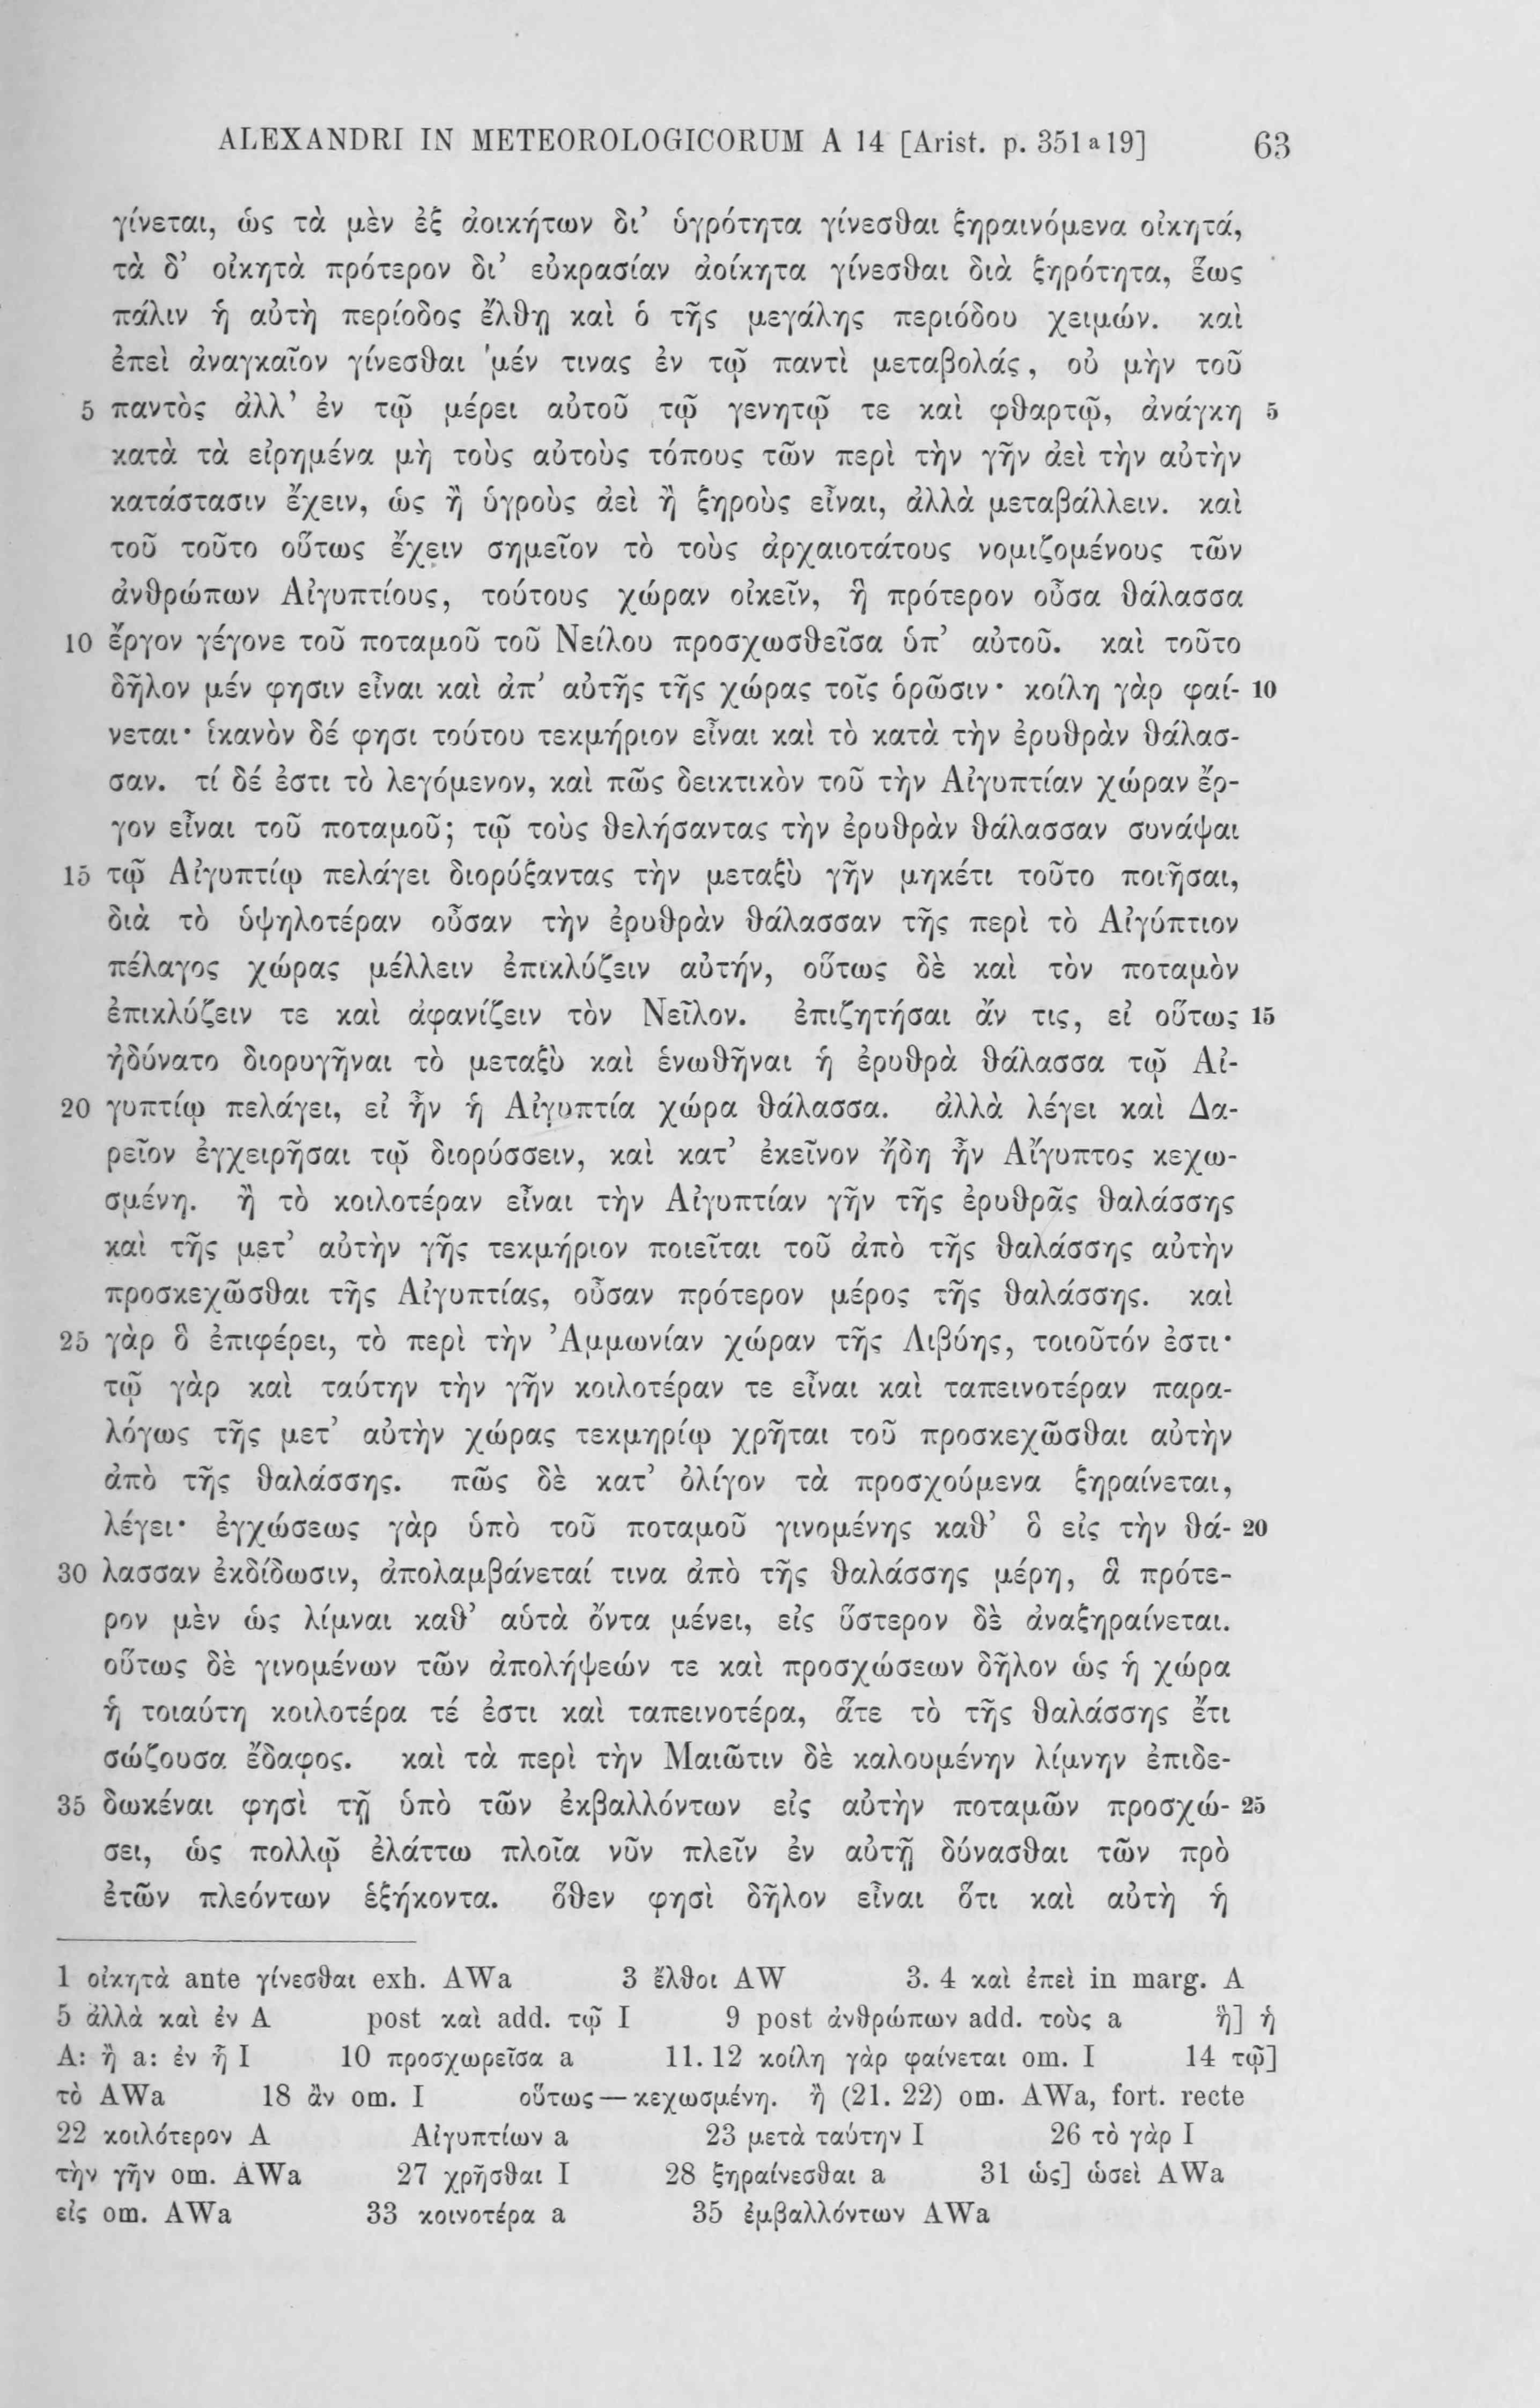 ALEXANDRI IN METEOROLOGICORUM A 14 [Arist. p. 351 a 19] 63
γίνεται, ὡς τὰ μὲν ἐξ ἀοικήτων δι’ ὑγρότητα γίνεσθαι ξηραινόμενα οἰκητά,
τὰ δ’ οἰκητὰ πρότερον δι’ εὐκρασίαν ἀοίκητα γίνεσθαι διὰ ξηρότητα, ἕως
πάλιν ἡ αὐτὴ περίοδος ἔλθῃ καὶ ὁ τῆς μεγάλης περιόδου χειμών. καὶ
ἐπεὶ ἀναγκαῖον γίνεσθαι μέν τινας ἐν τῷ παντὶ μεταβολάς, οὐ μὴν τοῦ
5 παντὸς ἀλλ’ ἐν τῷ μέρει αὐτοῦ τῷ γενητῷ τε καὶ φθαρτῷ, ἀνάγκη 5
κατὰ τὰ εἰρημένα μὴ τοὺς αὐτοὺς τόπους τῶν περὶ τὴν γῆν ἀεὶ τὴν αὐτὴν
κατάστασιν ἔχειν, ὡς ἢ ὑγροὺς ἀεὶ ἢ ξηροὺς εἶναι, ἀλλὰ μεταβάλλειν. καὶ
τοῦ τοῦτο οὕτως ἔχειν σημεῖον τὸ τοὺς ἀρχαιοτάτους νομιζομένους τῶν
ἀνθρώπων Αἰγυπτίους, τούτους χώραν οἰκεῖν, ἣ πρότερον οὖσα θάλασσα
10 ἔργον γέγονε τοῦ ποταμοῦ τοῦ Νείλου προσχωσθεῖσα ὑπ’ αὐτοῦ. καὶ τοῦτο
δῆλον μέν φησιν εἶναι καὶ ἀπ’ αὐτῆς τῆς χώρας τοῖς ὁρῶσιν· κοίλη γὰρ φαί- 10
νεται· ἱκανὸν δέ φησι τούτου τεκμήριον εἶναι καὶ τὸ κατὰ τὴν ἐρυθρὰν θάλασ-
σαν. τί δέ ἐστι τὸ λεγόμενον, καὶ πῶς δεικτικὸν τοῦ τὴν Αἰγυπτίαν χώραν ἔρ-
γον εἶναι τοῦ ποταμοῦ; τῷ τοὺς θελήσαντας τὴν ἐρυθρὰν θάλασσαν συνάψαι
15 τῷ Αἰγυπτίῳ πελάγει διορύξαντας τὴν μεταξὺ γῆν μηκέτι τοῦτο ποιῆσαι,
διὰ τὸ ὑψηλοτέραν οὖσαν τὴν ἐρυθρὰν θάλασσαν τῆς περὶ τὸ Αἰγύπτιον
πέλαγος χώρας μέλλειν ἐπικλύζειν αὐτήν, οὕτως δὲ καὶ τὸν ποταμὸν
ἐπικλύζειν τε καὶ ἀφανίζειν τὸν Νεῖλον. ἐπιζητήσαι ἄν τις, εἰ οὕτως 15
ἠδύνατο διορυγῆναι τὸ μεταξὺ καὶ ἑνωθῆναι ἡ ἐρυθρὰ θάλασσα τῷ Αἰ-
20 γυπτίῳ πελάγει, εἰ ἦν ἡ Αἰγυπτία χώρα θάλασσα. ἀλλὰ λέγει καὶ Δα-
ρεῖον ἐγχειρῆσαι τῷ διορύσσειν, καὶ κατ’ ἐκεῖνον ἤδη ἦν Αἴγυπτος κεχω-
σμένη. ἢ τὸ κοιλοτέραν εἶναι τὴν Αἰγυπτίαν γῆν τῆς ἐρυθρᾶς θαλάσσης
καὶ τῆς μετ’ αὐτὴν γῆς τεκμήριον ποιεῖται τοῦ ἀπὸ τῆς θαλάσσης αὐτὴν
προσκεχῶσθαι τῆς Αἰγυπτίας, οὖσαν πρότερον μέρος τῆς θαλάσσης. καὶ
25 γὰρ ὃ ἐπιφέρει, τὸ περὶ τὴν Ἀμμωνίαν χώραν τῆς Λιβύης, τοιοῦτόν ἐστι·
τῷ γὰρ καὶ ταύτην τὴν γῆν κοιλοτέραν τε εἶναι καὶ ταπεινοτέραν παρα-
λόγως τῆς μετ’ αὐτὴν χώρας τεκμηρίῳ χρῆται τοῦ προσκεχῶσθαι αὐτὴν
ἀπὸ τῆς θαλάσσης. πῶς δὲ κατ’ ὀλίγον τὰ προσχούμενα ξηραίνεται,
λέγει· ἐγχώσεως γὰρ ὑπὸ τοῦ ποταμοῦ γινομένης καθ’ ὃ εἰς τὴν θά- 20
30 λασσαν ἐκδίδωσιν, ἀπολαμβάνεταί τινα ἀπὸ τῆς θαλάσσης μέρη, ἃ πρότε-
ρον μὲν ὡς λίμναι καθ’ αὑτὰ ὄντα μένει, εἰς ὕστερον δὲ ἀναξηραίνεται.
οὕτως δὲ γινομένων τῶν ἀπολήψεών τε καὶ προσχώσεων δῆλον ὡς ἡ χώρα
ἡ τοιαύτη κοιλοτέρα τέ ἐστι καὶ ταπεινοτέρα, ἅτε τὸ τῆς θαλάσσης ἔτι
σώζουσα ἔδαφος. καὶ τὰ περὶ τὴν Μαιῶτιν δὲ καλουμένην λίμνην ἐπιδε-
35 δωκέναι φησὶ τῇ ὑπὸ τῶν ἐκβαλλόντων εἰς αὐτὴν ποταμῶν προσχώ- 25
σει, ὡς πολλῷ ἐλάττω πλοῖα νῦν πλεῖν ἐν αὐτῇ δύνασθαι τῶν πρὸ
ἐτῶν πλεόντων ἑξήκοντα. ὅθεν φησὶ δῆλον εἶναι ὅτι καὶ αὐτὴ ἡ
1 οἰκητὰ ante γίνεσθαι exh. AWa 3 ἔλθοι AW 3. 4 καὶ ἐπεὶ in marg. A
5 ἀλλὰ καὶ ἐν A post καὶ add. τῷ I 9 post ἀνθρώπων add. τοὺς a ἣ] ἡ
A: ἢ a: ἐν ᾗ I 10 προσχωρεῖσα a 11. 12 κοίλη γὰρ φαίνεται om. I 14 τῷ]
τὸ AWa 18 ἂν om. I οὕτως — κεχωσμένη. ἢ (21. 22) om. AWa, fort. recte
22 κοιλότερον A Αἰγυπτίων a 23 μετὰ ταύτην I 26 τὸ γὰρ I
τὴν γῆν om. AWa 27 χρῆσθαι I 28 ξηραίνεσθαι a 31 ὡς] ὡσεὶ AWa
εἰς om. AWa 33 κοινοτέρα a 35 ἐμβαλλόντων AWa